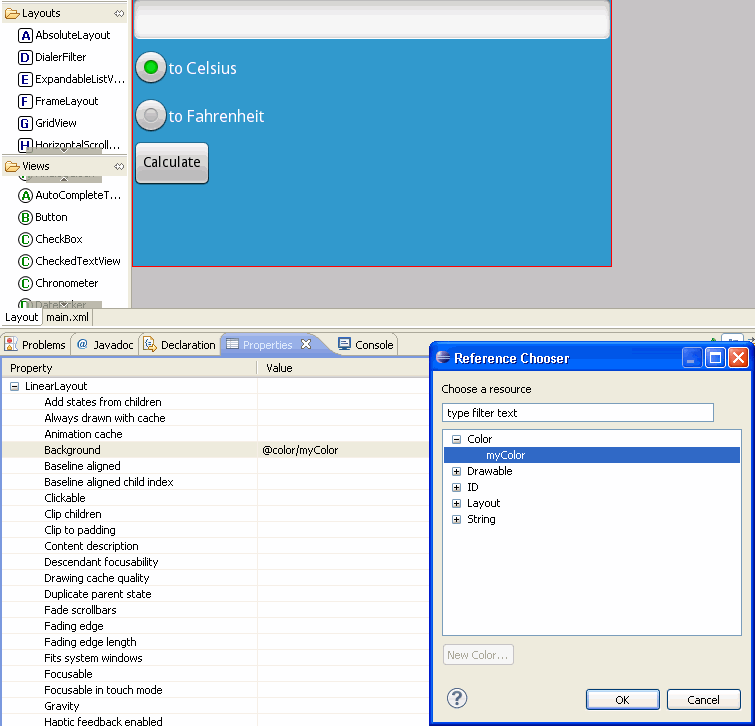 Layouts
A AbsoluteLayout
D DialerFilter
E ExpandableListV...
F FrameLayout
G GridView
H HorizontalScroll...
Views
A AutoCompleteT...
B Button
C CheckBox
C CheckedTextView
C Chronometer
Layout main.xml
to Celsius
to Fahrenheit
Calculate
Problems @ Javadoc Declaration Properties Console
Property Value
LinearLayout
Add states from children
Always drawn with cache
Animation cache
Background @color/myColor
Baseline aligned
Baseline aligned child index
Clickable
Clip children
Clip to padding
Content description
Descendant focusability
Drawing cache quality
Duplicate parent state
Fade scrollbars
Fading edge
Fading edge length
Fits system windows
Focusable
Focusable in touch mode
Gravity
Haptic feedback enabled
Reference Chooser
Choose a resource
type filter text
Color
myColor
Drawable
ID
Layout
String
New Color...
?
OK Cancel